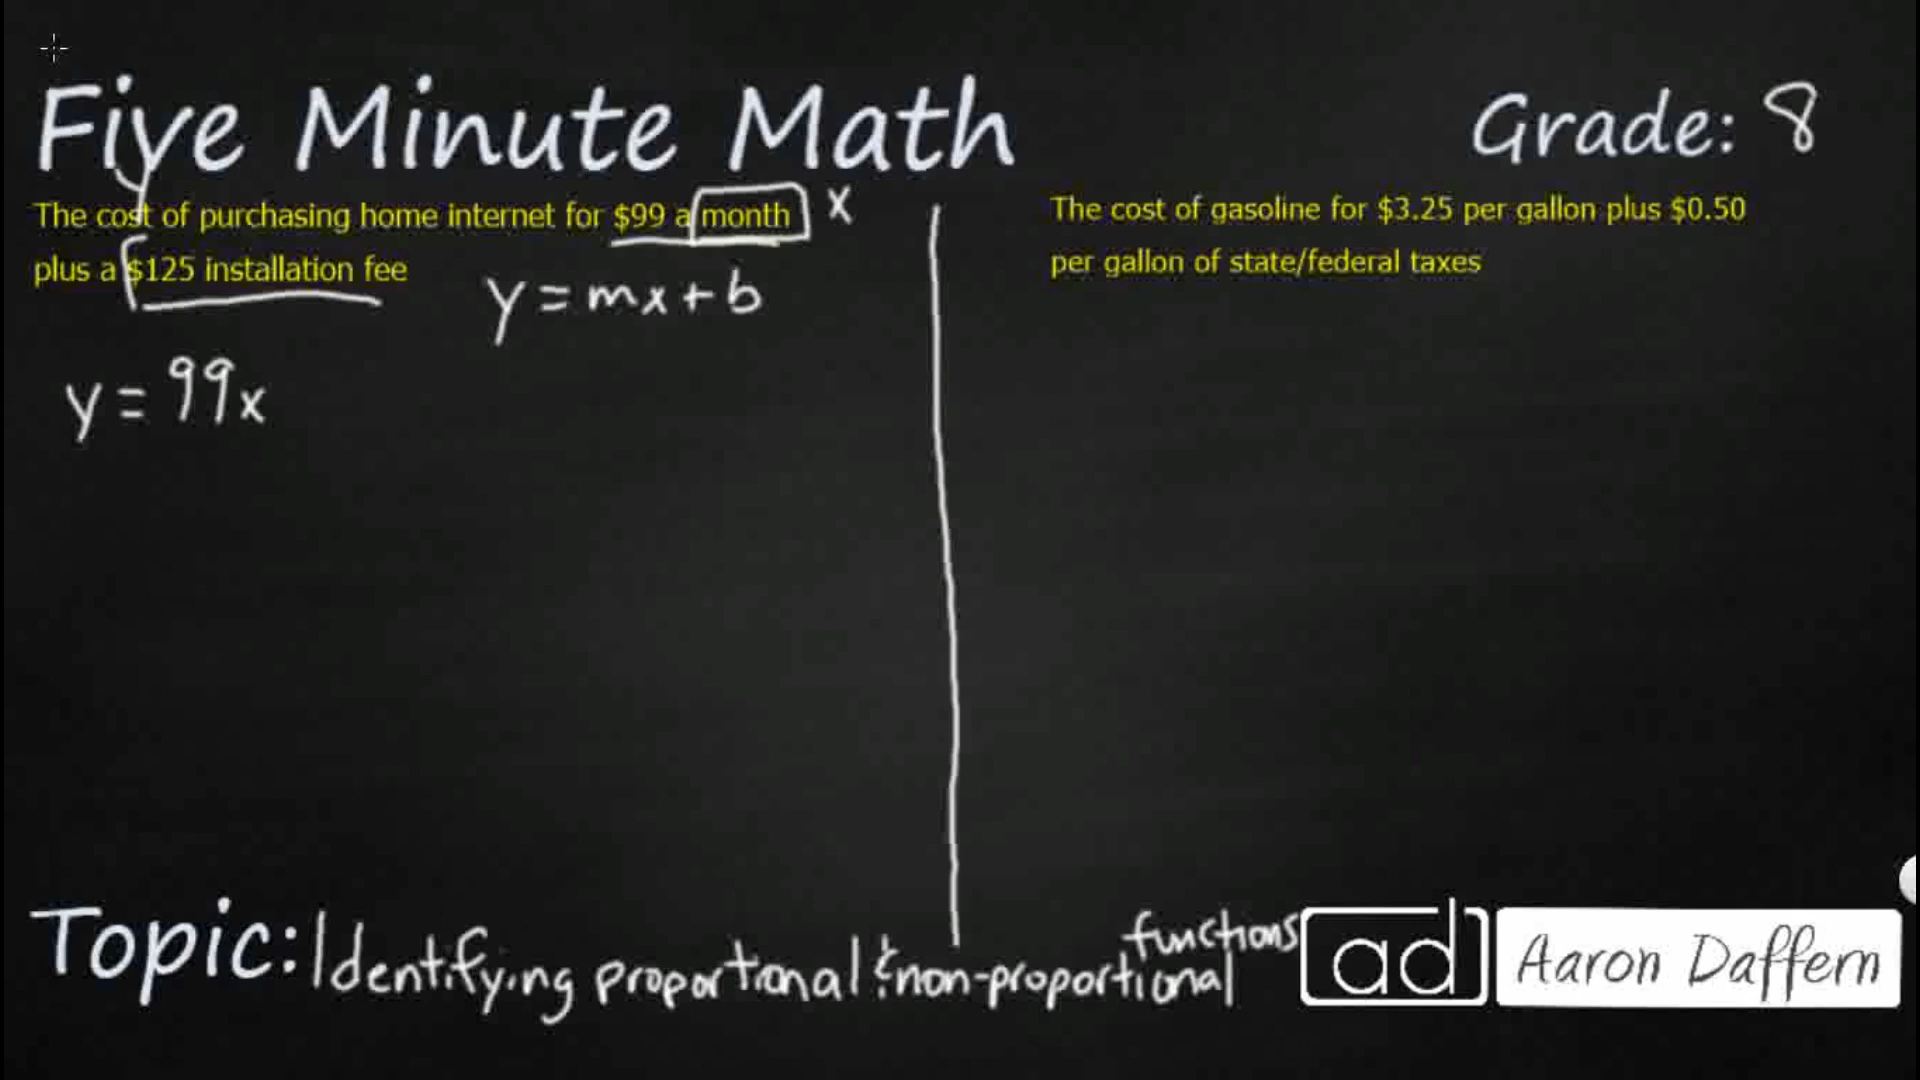 Five Minute Math
Grade: 8
y
The cost of purchasing home internet for $99 a month x
plus a $125 installation fee
y = mx + b
y = 99x
The cost of gasoline for $3.25 per gallon plus $0.50
per gallon of state/federal taxes
Topic: Identifying proportional & non-proportional functions
ad Aaron Daffern